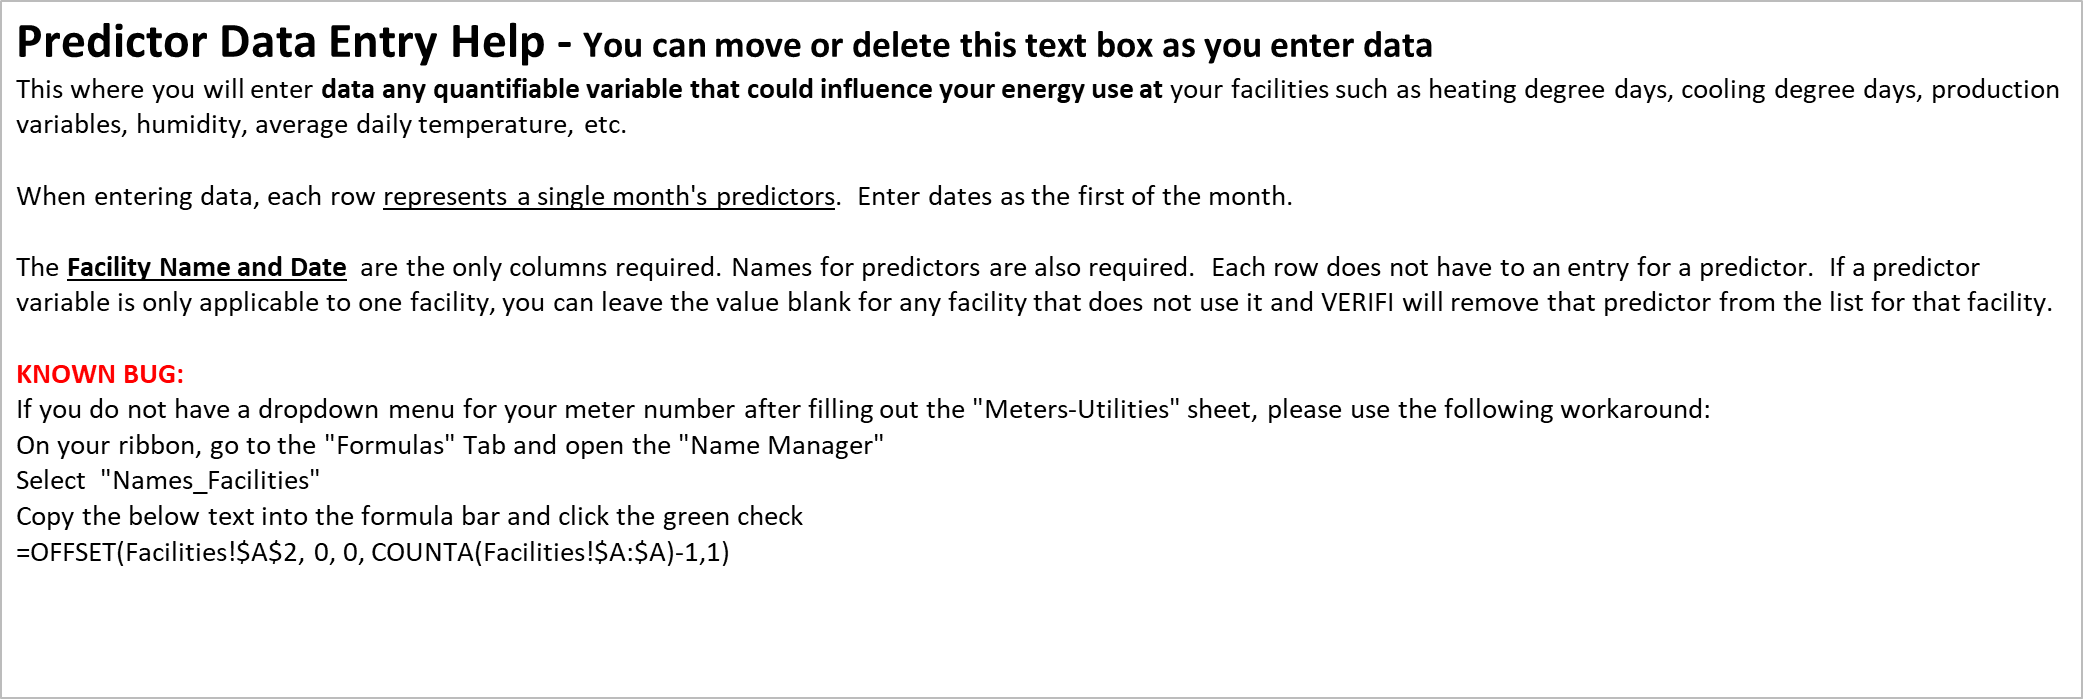 Predictor Data Entry Help - You can move or delete this text box as you enter data
This where you will enter data any quantifiable variable that could influence your energy use at your facilities such as heating degree days, cooling degree days, production
variables, humidity, average daily temperature, etc.
When entering data, each row represents a single month's predictors.  Enter dates as the first of the month.
The Facility Name and Date  are the only columns required. Names for predictors are also required.  Each row does not have to an entry for a predictor.  If a predictor
variable is only applicable to one facility, you can leave the value blank for any facility that does not use it and VERIFI will remove that predictor from the list for that facility.
KNOWN BUG:
If you do not have a dropdown menu for your meter number after filling out the "Meters-Utilities" sheet, please use the following workaround:
On your ribbon, go to the "Formulas" Tab and open the "Name Manager"
Select  "Names_Facilities"
Copy the below text into the formula bar and click the green check
=OFFSET(Facilities!$A$2, 0, 0, COUNTA(Facilities!$A:$A)-1,1)